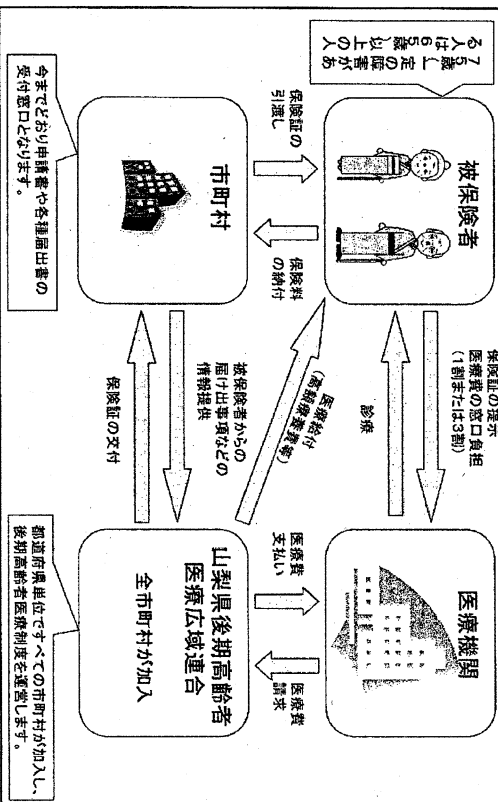 75歳(一定の障害があ
る人は65歳)以上の人
被保険者
保険証の提示
医療費の窓口負担
(1割または3割)
診療
医療機関
保険証の
引渡し
保険料
の納付
医療給付
(高額療養費等)
医療費
支払い
医療費
請求
市町村
被保険者からの
届け出事項などの
情報提供
保険証の交付
山梨県後期高齢者
医療広域連合
全市町村が加入
今までどおり申請書や各種届出書の
受付窓口となります。
都道府県単位ですべての市町村が加入し、
後期高齢者医療制度を運営します。